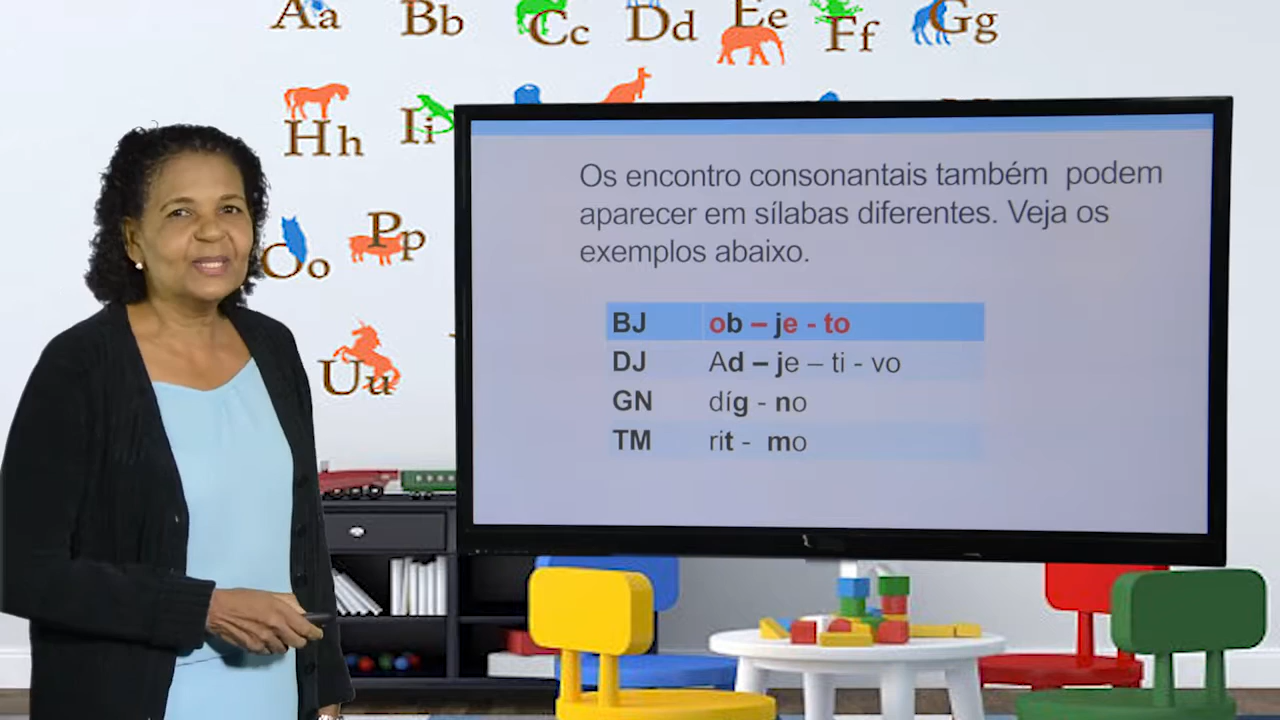 Aa Bb Cc Dd Ee Ff Gg
Hh Ii
Oo Pp
Uu
Os encontro consonantais também podem
aparecer em sílabas diferentes. Veja os
exemplos abaixo.
BJ ob – je - to
DJ Ad – je – ti - vo
GN díg - no
TM rit - mo